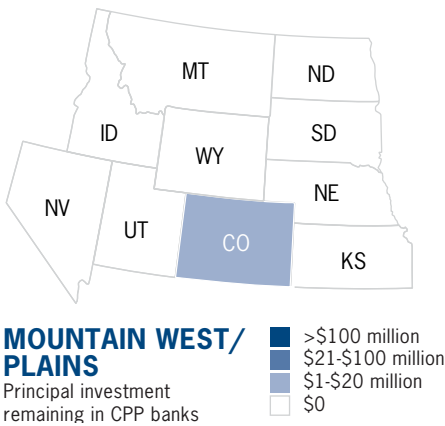 MT
ND
ID
SD
WY
NE
NV
UT
CO
KS
MOUNTAIN WEST/
PLAINS
Principal investment
remaining in CPP banks
>$100 million
$21-$100 million
$1-$20 million
$0